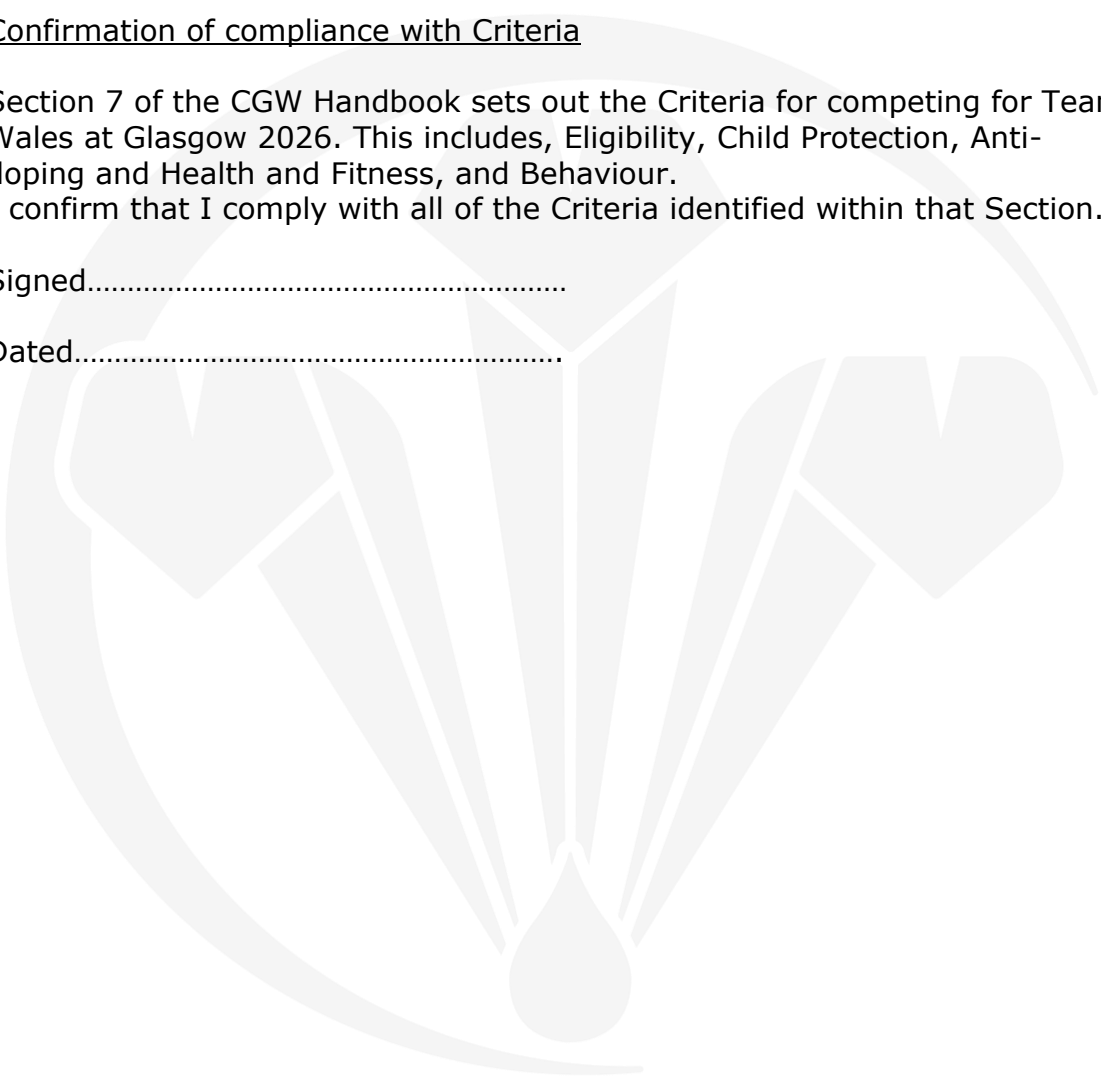 Confirmation of compliance with Criteria
Section 7 of the CGW Handbook sets out the Criteria for competing for Team
Wales at Glasgow 2026. This includes, Eligibility, Child Protection, Anti-
doping and Health and Fitness, and Behaviour.
I confirm that I comply with all of the Criteria identified within that Section.
Signed……………………………………………………
Dated…………………………………………………….